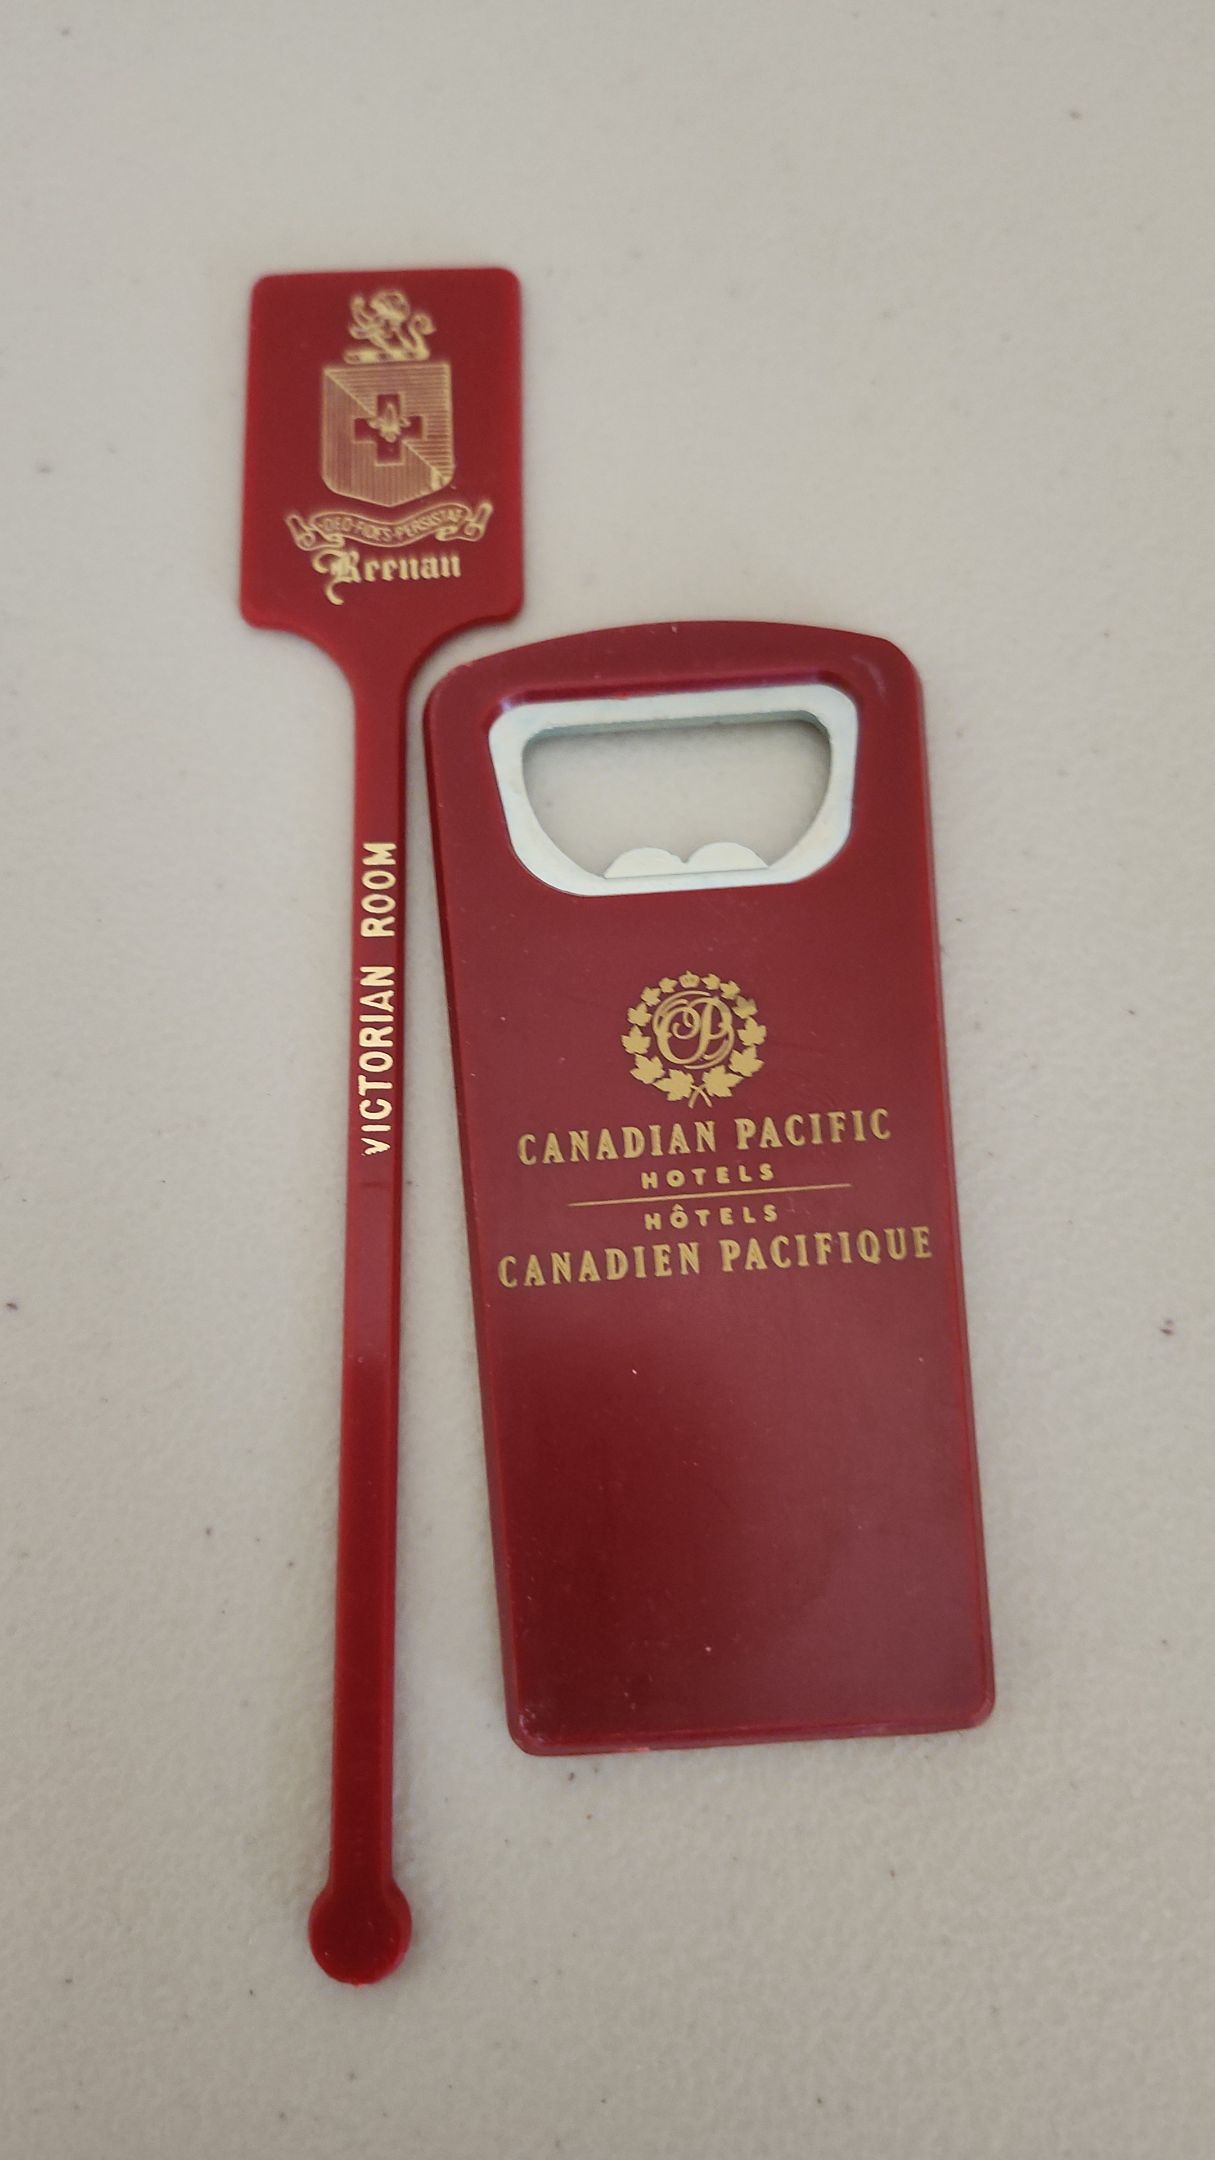 DEO·FIDES·PERSISTAT
Keenan
VICTORIAN ROOM
CP
CANADIAN PACIFIC
HOTELS
HÔTELS
CANADIEN PACIFIQUE